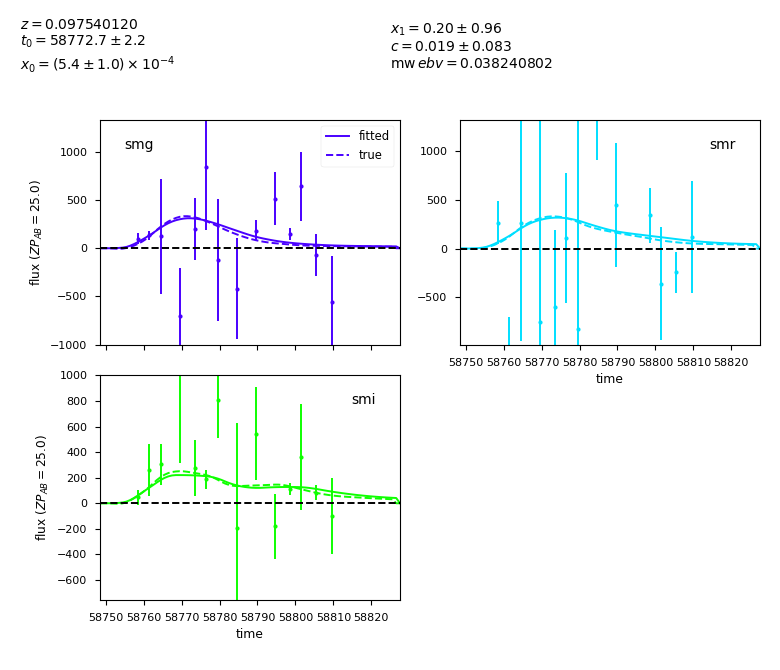 z = 0.097540120
t₀ = 58772.7 ± 2.2
x₀ = (5.4 ± 1.0) × 10⁻⁴
x₁ = 0.20 ± 0.96
c = 0.019 ± 0.083
mw ebv = 0.038240802
smg
fitted
true
1000
500
0
−500
−1000
flux (ZP_AB = 25.0)
smr
1000
500
0
−500
58750 58760 58770 58780 58790 58800 58810 58820
time
smi
1000
800
600
400
200
0
−200
−400
−600
flux (ZP_AB = 25.0)
58750 58760 58770 58780 58790 58800 58810 58820
time